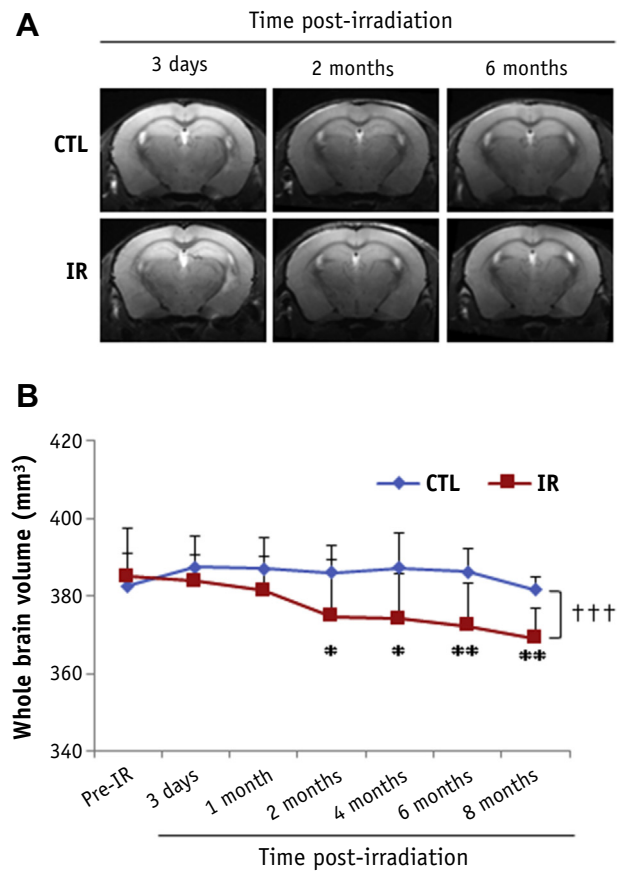 A
Time post-irradiation
3 days 2 months 6 months
CTL
IR
B
Whole brain volume (mm³)
420
400
380
360
340
CTL IR
†††
* * ** **
Pre-IR 3 days 1 month 2 months 4 months 6 months 8 months
Time post-irradiation